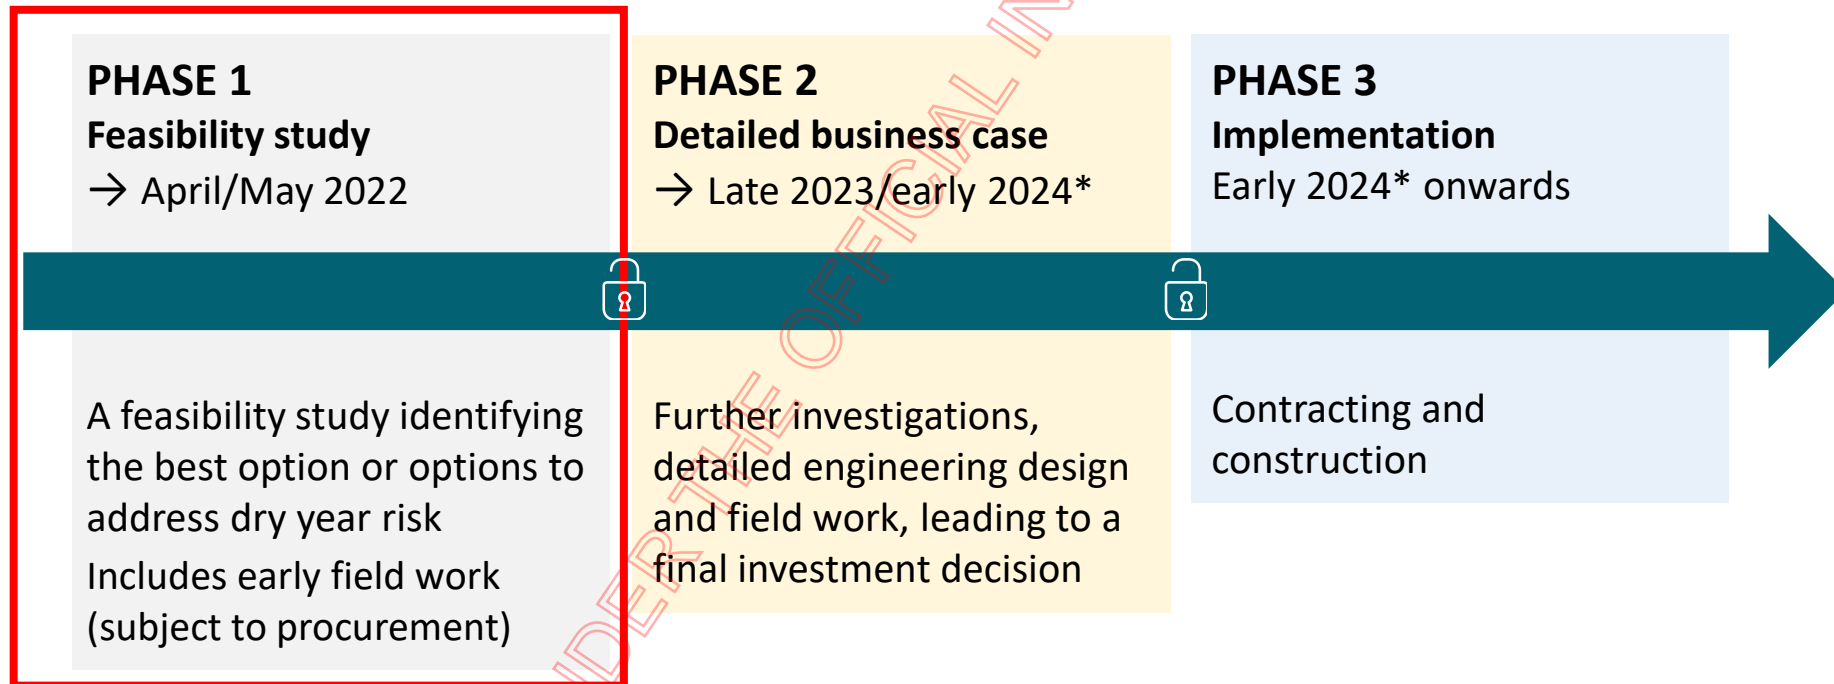 PHASE 1
Feasibility study
→ April/May 2022
PHASE 2
Detailed business case
→ Late 2023/early 2024*
PHASE 3
Implementation
Early 2024* onwards
A feasibility study identifying
the best option or options to
address dry year risk
Includes early field work
(subject to procurement)
Further investigations,
detailed engineering design
and field work, leading to a
final investment decision
Contracting and
construction
THE OFFICIAL